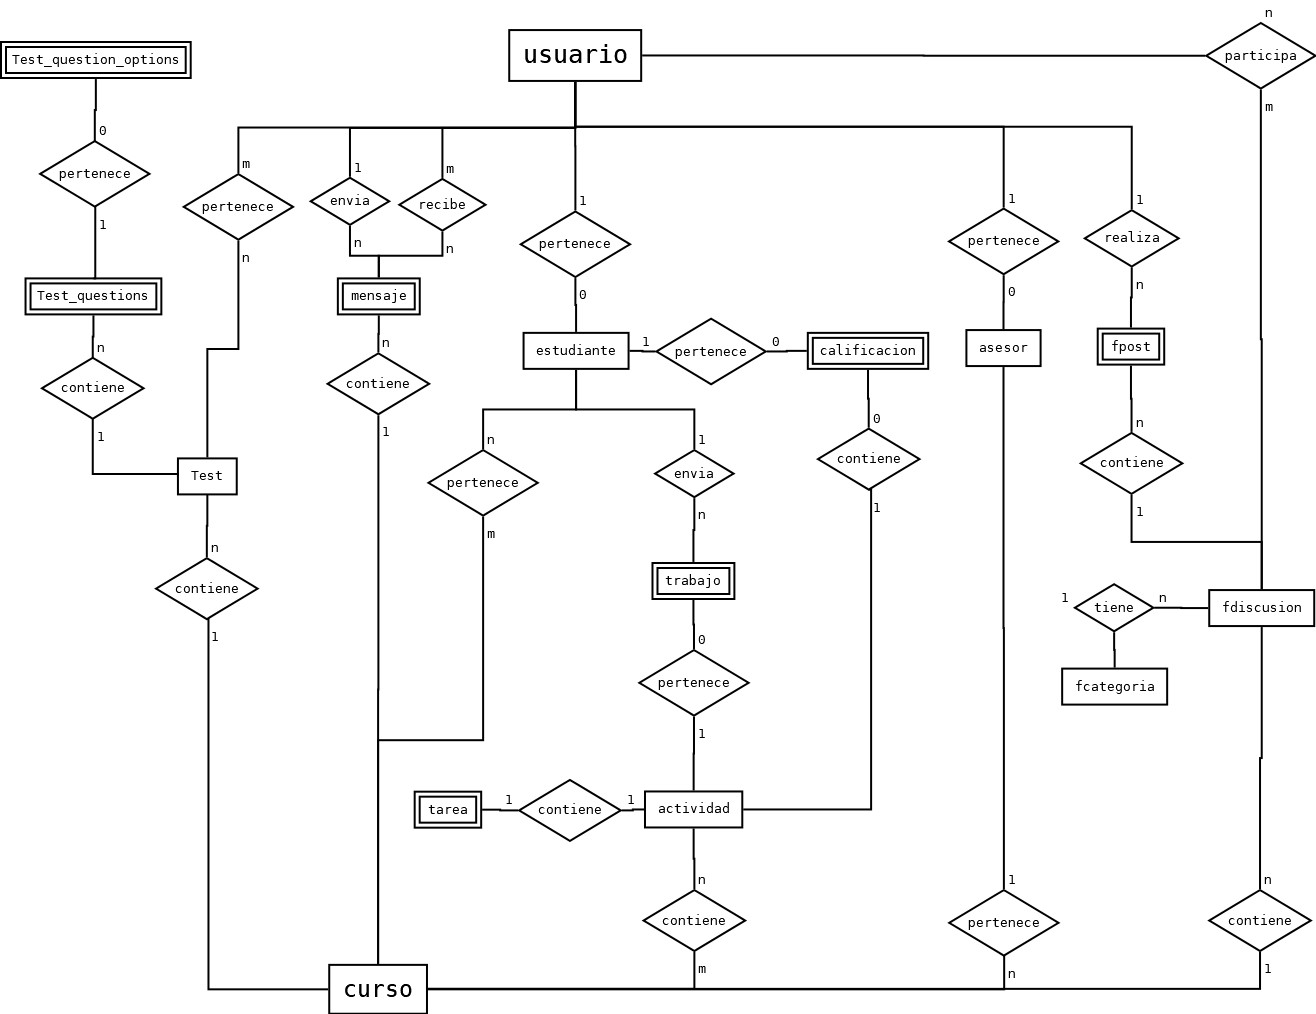 n
usuario
participa
Test_question_options
m
0
1
m
pertenece
m
pertenece
1
envia
recibe
1
1
1
pertenece
n
n
n
pertenece
pertenece
realiza
Test_questions
mensaje
0
0
n
n
n
estudiante
1
pertenece
0
calificacion
asesor
fpost
contiene
contiene
1
1
n
1
0
n
Test
pertenece
envia
contiene
contiene
m
n
1
1
n
contiene
trabajo
1
n
tiene
fdiscusion
1
0
pertenece
fcategoria
1
tarea
1
contiene
1
actividad
n
1
n
contiene
pertenece
contiene
m
n
1
curso